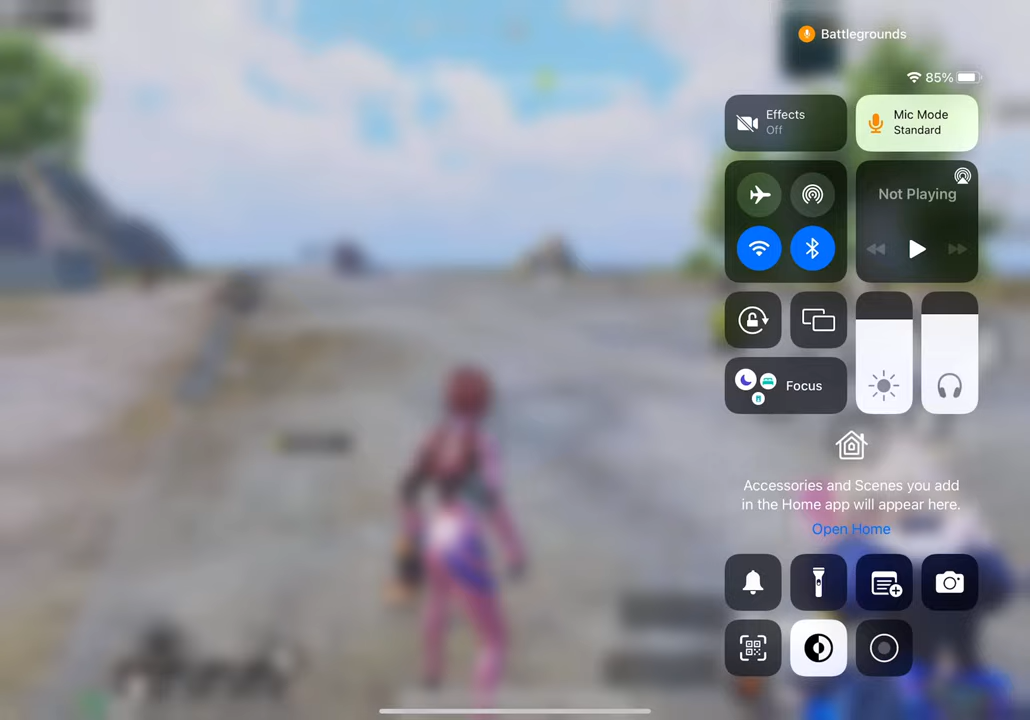 Battlegrounds
85%
Effects
Off
Mic Mode
Standard
Not Playing
Focus
Accessories and Scenes you add
in the Home app will appear here.
Open Home